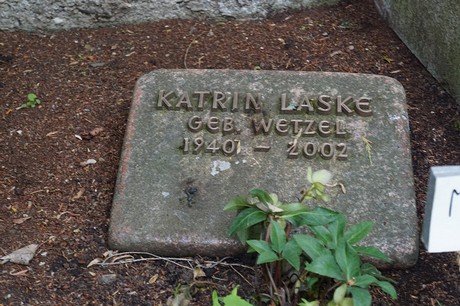 KATRIN LASKE
GEB. WETZEL
1940 – 2002